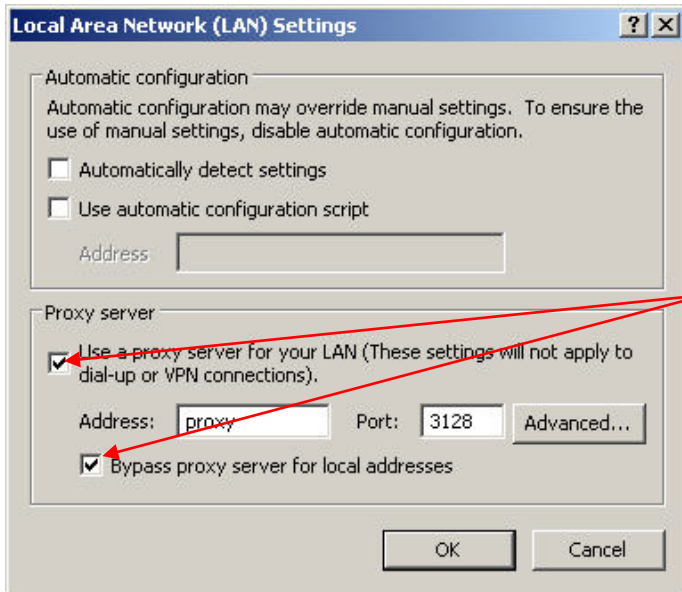 Local Area Network (LAN) Settings
Automatic configuration
Automatic configuration may override manual settings. To ensure the
use of manual settings, disable automatic configuration.
Automatically detect settings
Use automatic configuration script
Address
Proxy server
Use a proxy server for your LAN (These settings will not apply to
dial-up or VPN connections).
Address: proxy Port: 3128 Advanced...
Bypass proxy server for local addresses
OK Cancel